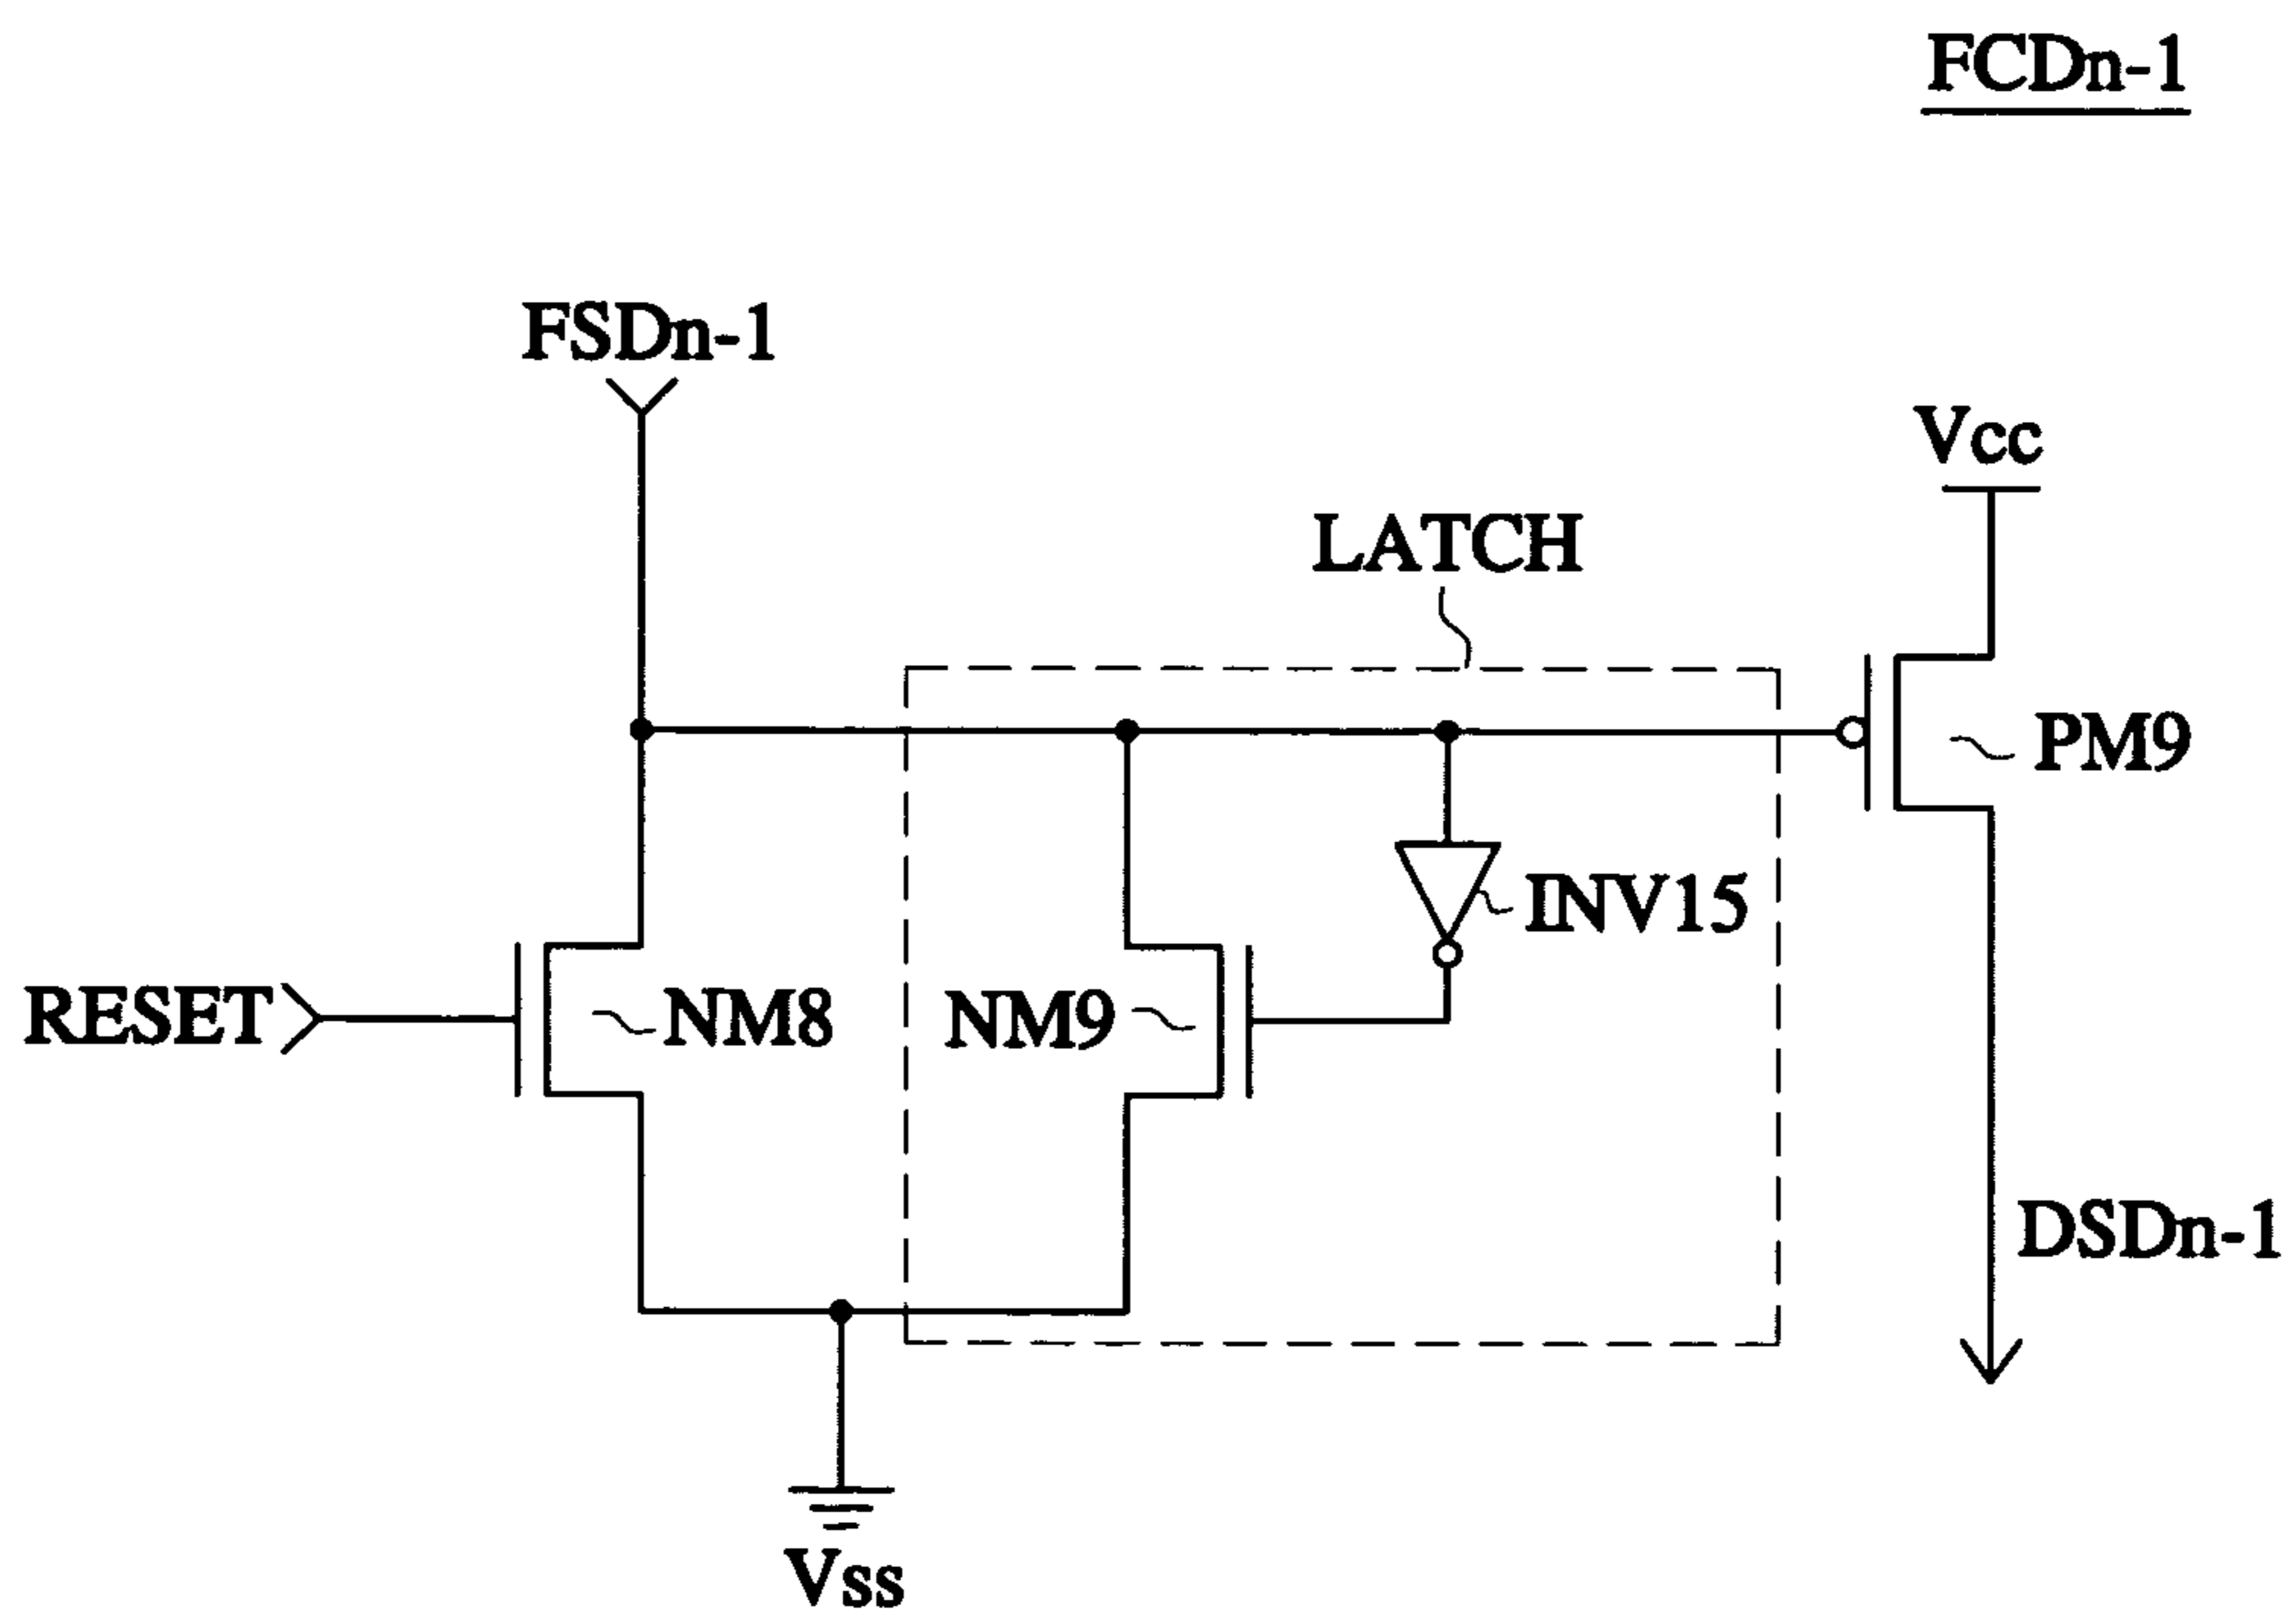 FCDn-1
FSDn-1
Vcc
LATCH
PM9
INV15
RESET
NM8
NM9
DSDn-1
Vss